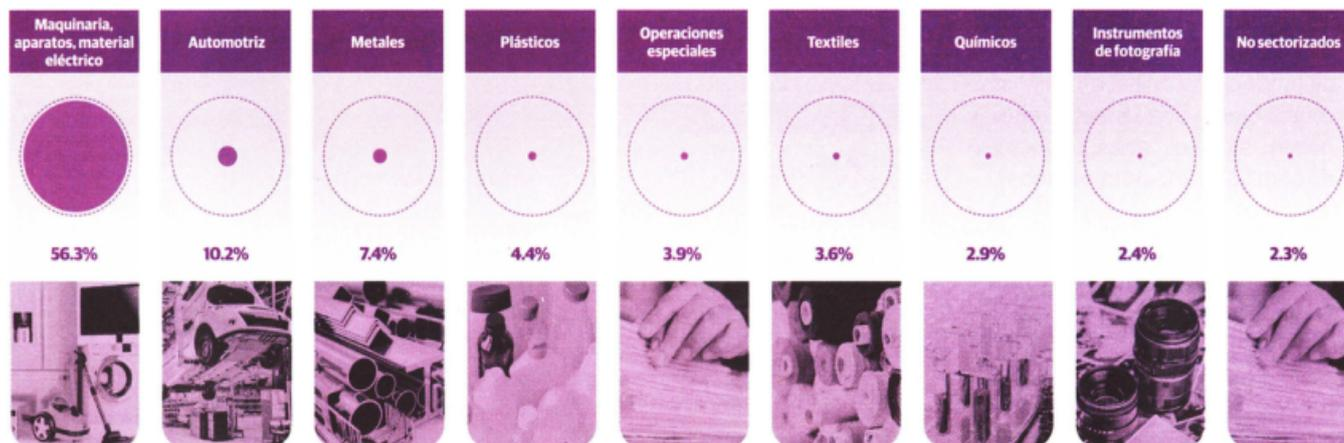 Maquinaria,
aparatos, material
eléctrico
Automotriz
Metales
Plásticos
Operaciones
especiales
Textiles
Químicos
Instrumentos
de fotografía
No sectorizados
56.3%
10.2%
7.4%
4.4%
3.9%
3.6%
2.9%
2.4%
2.3%